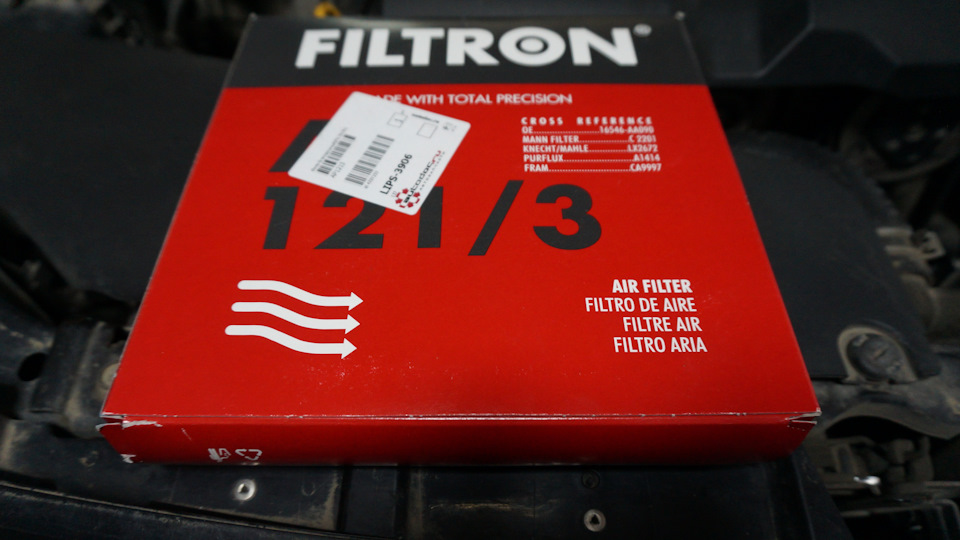 FILTRON®
MADE WITH TOTAL PRECISION
CROSS REFERENCE
OE 16546-AA090
MANN FILTER C 2201
KNECHT/MAHLE LX2672
PURFLUX A1414
FRAM CA9997
LIPS-3906
121/3
AIR FILTER
FILTRO DE AIRE
FILTRE AIR
FILTRO ARIA